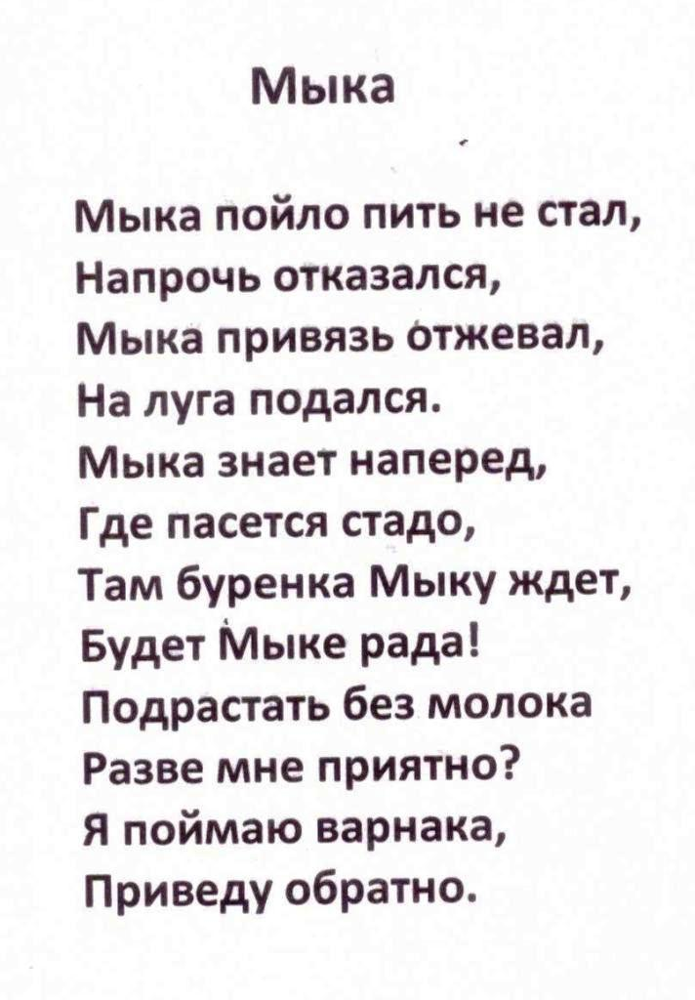 Мыка
Мыка пойло пить не стал,
Напрочь отказался,
Мыка привязь отжевал,
На луга подался.
Мыка знает наперед,
Где пасется стадо,
Там буренка Мыку ждет,
Будет Мыке рада!
Подрастать без молока
Разве мне приятно?
Я поймаю варнака,
Приведу обратно.